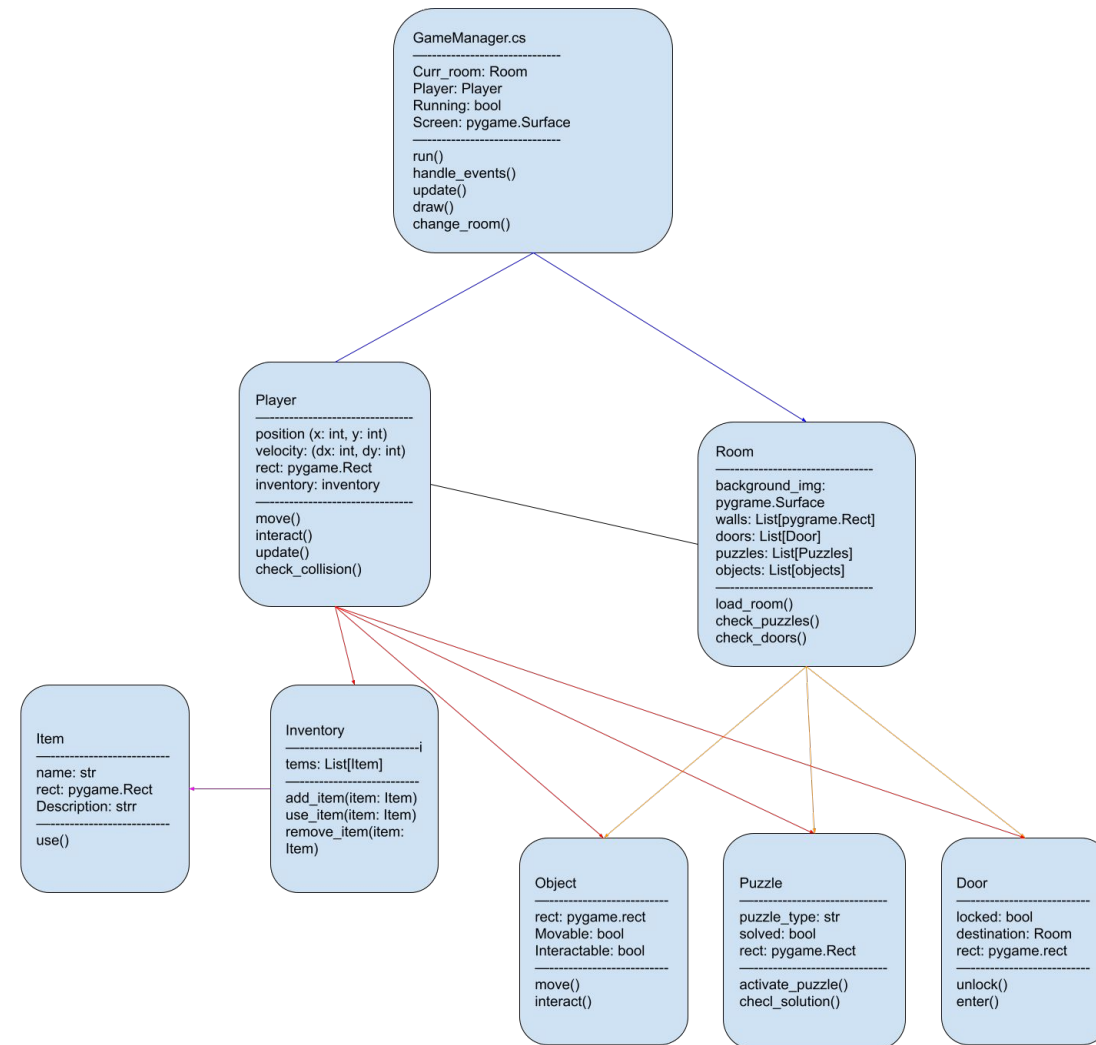 GameManager.cs
—----------------------------
Curr_room: Room
Player: Player
Running: bool
Screen: pygame.Surface
—----------------------------
run()
handle_events()
update()
draw()
change_room()
Player
—--------------------------------
position (x: int, y: int)
velocity: (dx: int, dy: int)
rect: pygame.Rect
inventory: inventory
—--------------------------------
move()
interact()
update()
check_collision()
Room
—--------------------------------
background_img:
pygrame.Surface
walls: List[pygrame.Rect]
doors: List[Door]
puzzles: List[Puzzles]
objects: List[objects]
—--------------------------------
load_room()
check_puzzles()
check_doors()
Item
—-----------------------------
name: str
rect: pygame.Rect
Description: strr
—-----------------------------
use()
Inventory
—-----------------------------i
tems: List[Item]
—-----------------------------
add_item(item: Item)
use_item(item: Item)
remove_item(item:
Item)
Object
—-----------------------------
rect: pygame.rect
Movable: bool
Interactable: bool
—-----------------------------
move()
interact()
Puzzle
—--------------------------------
puzzle_type: str
solved: bool
rect: pygame.Rect
—--------------------------------
activate_puzzle()
checl_solution()
Door
—-----------------------------
locked: bool
destination: Room
rect: pygame.rect
—-----------------------------
unlock()
enter()